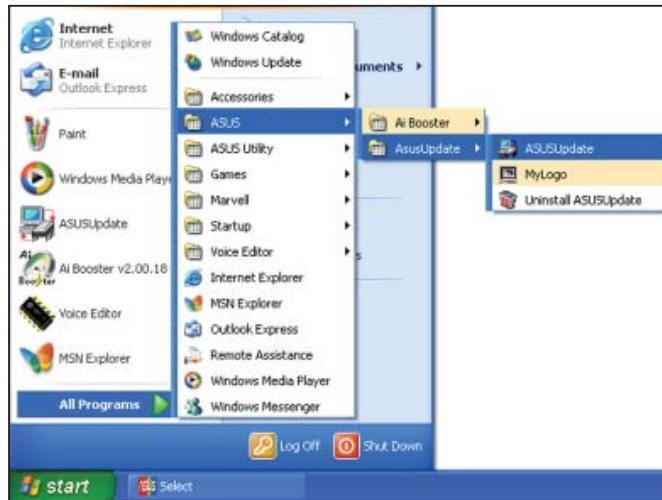 Internet
Internet Explorer
E-mail
Outlook Express
Paint
Windows Media Playe
ASUSUpdate
Ai Booster v2.00.18
Voice Editor
MSN Explorer
All Programs
Windows Catalog
Windows Update
Accessories
ASUS
ASUS Utility
Games
Marvell
Startup
Voice Editor
Internet Explorer
MSN Explorer
Outlook Express
Remote Assistance
Windows Media Player
Windows Messenger
uments
s
Ai Booster
AsusUpdate
ASUSUpdate
MyLogo
Uninstall ASUSUpdate
Log Off
Shut Down
start
Select